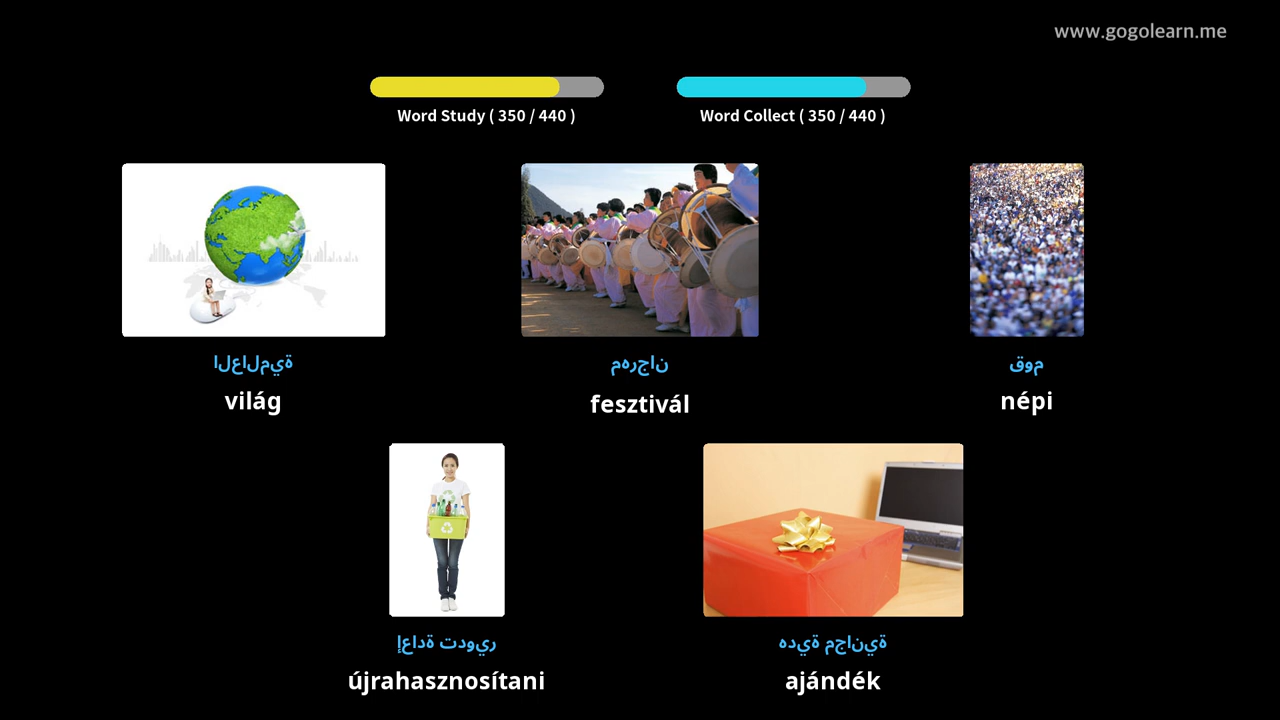 www.gogolearn.me
Word Study ( 350 / 440 )
Word Collect ( 350 / 440 )
العالمية
مهرجان
قوم
világ
fesztivál
népi
إعادة تدوير
هدية مجانية
újrahasznosítani
ajándék